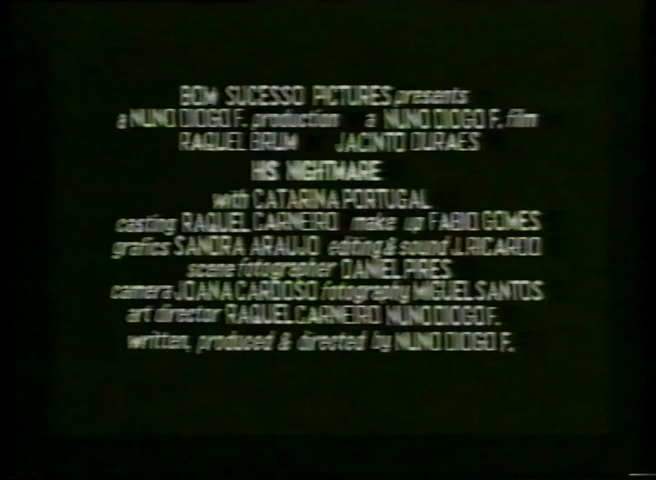 BOM SUCESSO PICTURES presents
a NUNO DIOGO F. production a NUNO DIOGO F. film
RAQUEL BRUM JACINTO DURAES
HIS NIGHTMARE
with CATARINA PORTUGAL
casting RAQUEL CARNEIRO make up FABIO GOMES
grafics SANDRA ARAUJO editing & sound J.RICARDO
scene fotographer DANIEL PIRES
camera JOANA CARDOSO fotography MIGUEL SANTOS
art director RAQUEL CARNEIRO NUNO DIOGO F.
written, produced & directed by NUNO DIOGO F.